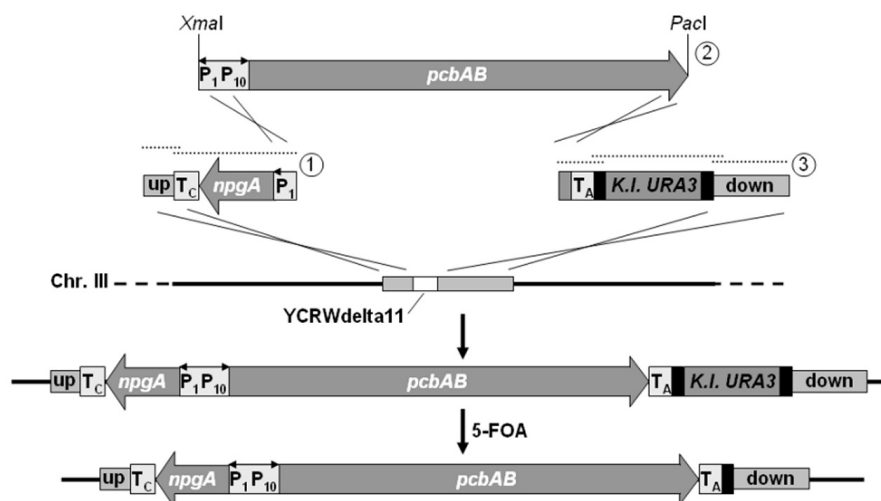 XmaI PacI
P1 P10 pcbAB 2
up TC npgA P1 1 TA K.l. URA3 down 3
Chr. III
YCRWdelta11
up TC npgA P1 P10 pcbAB TA K.l. URA3 down
5-FOA
up TC npgA P1 P10 pcbAB TA down